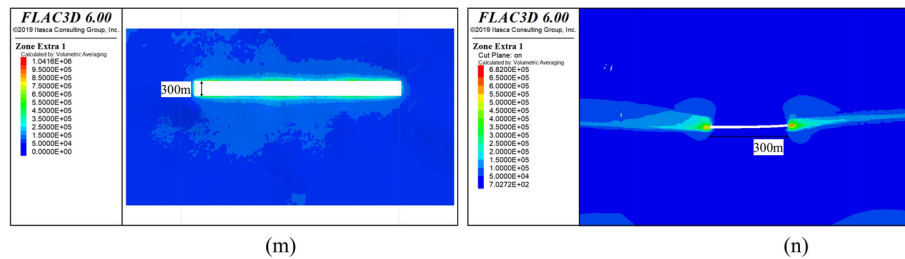 FLAC3D 6.00
©2019 Itasca Consulting Group, Inc.
Zone Extra 1
Calculated by: Volumetric Averaging
1.0416E+06
9.5000E+05
8.5000E+05
7.5000E+05
6.5000E+05
5.5000E+05
4.5000E+05
3.5000E+05
2.5000E+05
1.5000E+05
5.0000E+04
0.0000E+00
300m
(m)
FLAC3D 6.00
©2019 Itasca Consulting Group, Inc.
Zone Extra 1
Cut Plane: on
Calculated by: Volumetric Averaging
6.8200E+05
6.5000E+05
6.0000E+05
5.5000E+05
5.0000E+05
4.5000E+05
4.0000E+05
3.5000E+05
3.0000E+05
2.5000E+05
2.0000E+05
1.5000E+05
1.0000E+05
5.0000E+04
7.0272E+02
300m
(n)